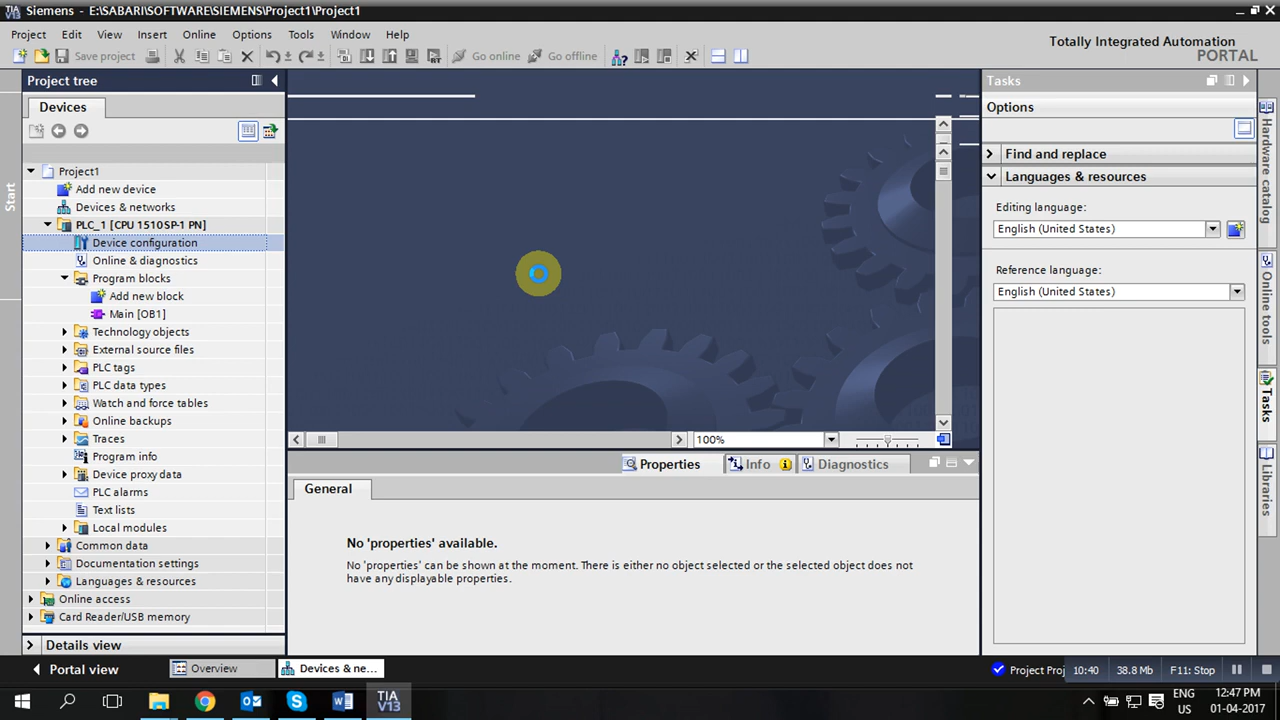 TIA V13 Siemens - E:\SABARI\SOFTWARE\SIEMENS\Project1\Project1
Project Edit View Insert Online Options Tools Window Help
Totally Integrated Automation
PORTAL
Save project Go online Go offline
Project tree
Devices
Start
Project1
Add new device
Devices & networks
PLC_1 [CPU 1510SP-1 PN]
Device configuration
Online & diagnostics
Program blocks
Add new block
Main [OB1]
Technology objects
External source files
PLC tags
PLC data types
Watch and force tables
Online backups
Traces
Program info
Device proxy data
PLC alarms
Text lists
Local modules
Common data
Documentation settings
Languages & resources
Online access
Card Reader/USB memory
Details view
100%
Properties Info Diagnostics
General
No 'properties' available.
No 'properties' can be shown at the moment. There is either no object selected or the selected object does not
have any displayable properties.
Tasks
Options
Find and replace
Languages & resources
Editing language:
English (United States)
Reference language:
English (United States)
Hardware catalog
Online tools
Tasks
Libraries
Portal view Overview Devices & ne... Project Proj 10:40 38.8 Mb F11: Stop
TIA V13
ENG
US
12:47 PM
01-04-2017